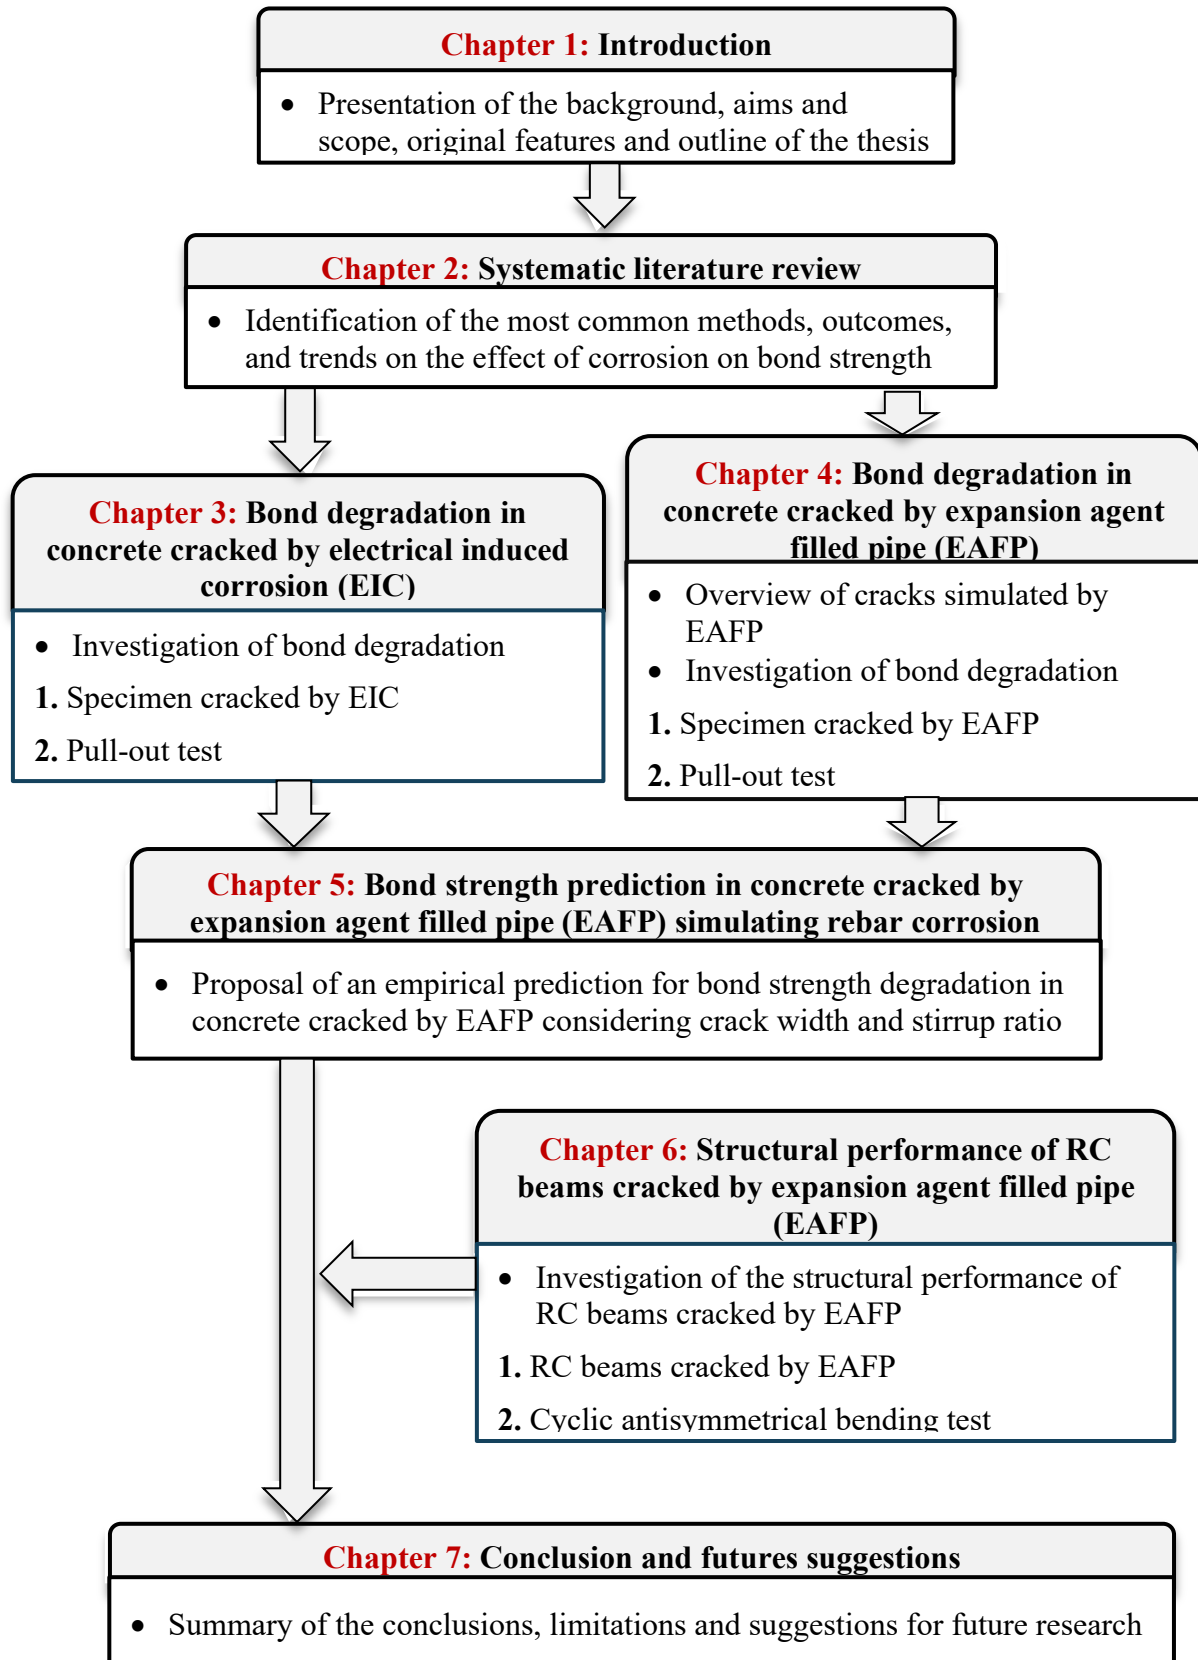 Chapter 1: Introduction
• Presentation of the background, aims and
scope, original features and outline of the thesis
Chapter 2: Systematic literature review
• Identification of the most common methods, outcomes,
and trends on the effect of corrosion on bond strength
Chapter 3: Bond degradation in
concrete cracked by electrical induced
corrosion (EIC)
• Investigation of bond degradation
1. Specimen cracked by EIC
2. Pull-out test
Chapter 4: Bond degradation in
concrete cracked by expansion agent
filled pipe (EAFP)
• Overview of cracks simulated by
EAFP
• Investigation of bond degradation
1. Specimen cracked by EAFP
2. Pull-out test
Chapter 5: Bond strength prediction in concrete cracked by
expansion agent filled pipe (EAFP) simulating rebar corrosion
• Proposal of an empirical prediction for bond strength degradation in
concrete cracked by EAFP considering crack width and stirrup ratio
Chapter 6: Structural performance of RC
beams cracked by expansion agent filled pipe
(EAFP)
• Investigation of the structural performance of
RC beams cracked by EAFP
1. RC beams cracked by EAFP
2. Cyclic antisymmetrical bending test
Chapter 7: Conclusion and futures suggestions
• Summary of the conclusions, limitations and suggestions for future research